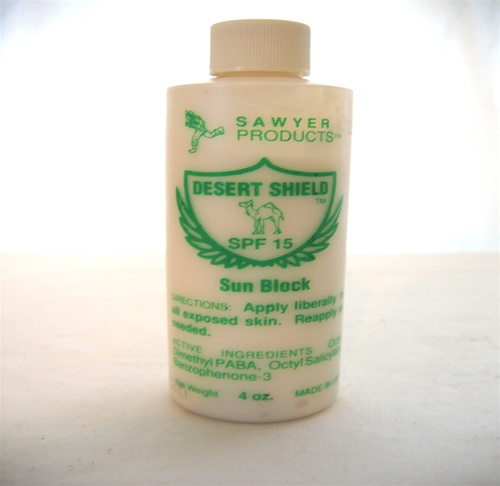 SAWYER
PRODUCTS™
DESERT SHIELD
™
SPF 15
Sun Block
DIRECTIONS: Apply liberally
all exposed skin. Reapply
needed.
ACTIVE INGREDIENTS
Dimethyl PABA, Octyl
Benzophenone-3
Net Weight 4 oz. MADE IN